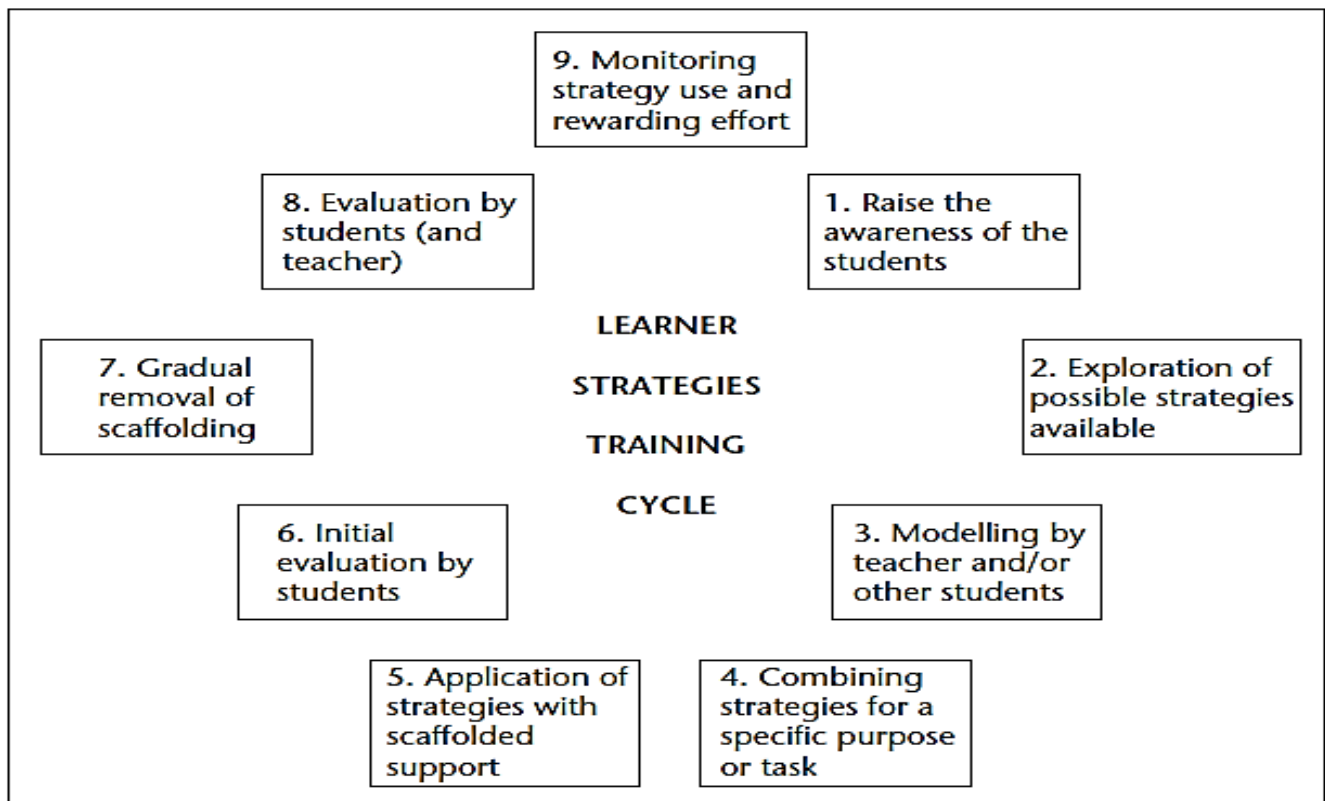 9. Monitoring
strategy use and
rewarding effort
8. Evaluation by
students (and
teacher)
1. Raise the
awareness of the
students
LEARNER
STRATEGIES
TRAINING
CYCLE
7. Gradual
removal of
scaffolding
2. Exploration of
possible strategies
available
6. Initial
evaluation by
students
3. Modelling by
teacher and/or
other students
5. Application of
strategies with
scaffolded
support
4. Combining
strategies for a
specific purpose
or task